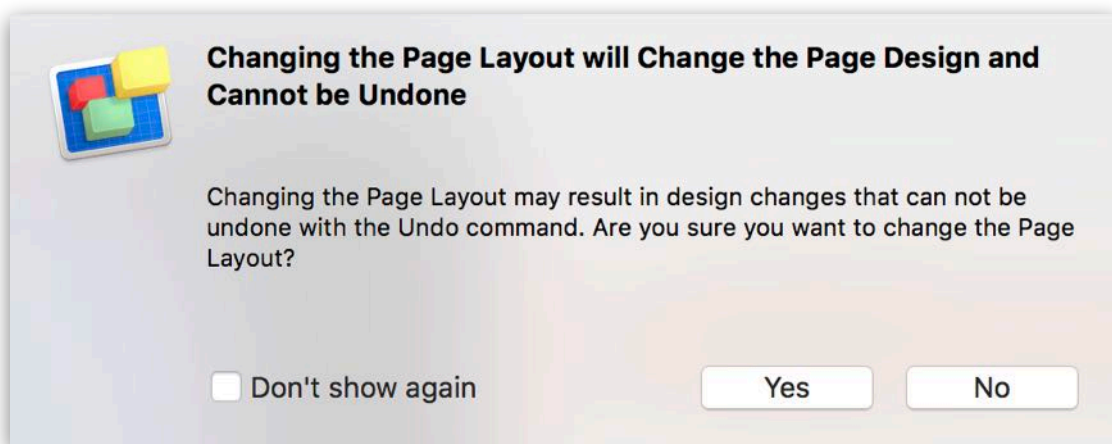 Changing the Page Layout will Change the Page Design and
Cannot be Undone
Changing the Page Layout may result in design changes that can not be
undone with the Undo command. Are you sure you want to change the Page
Layout?
Don't show again
Yes
No